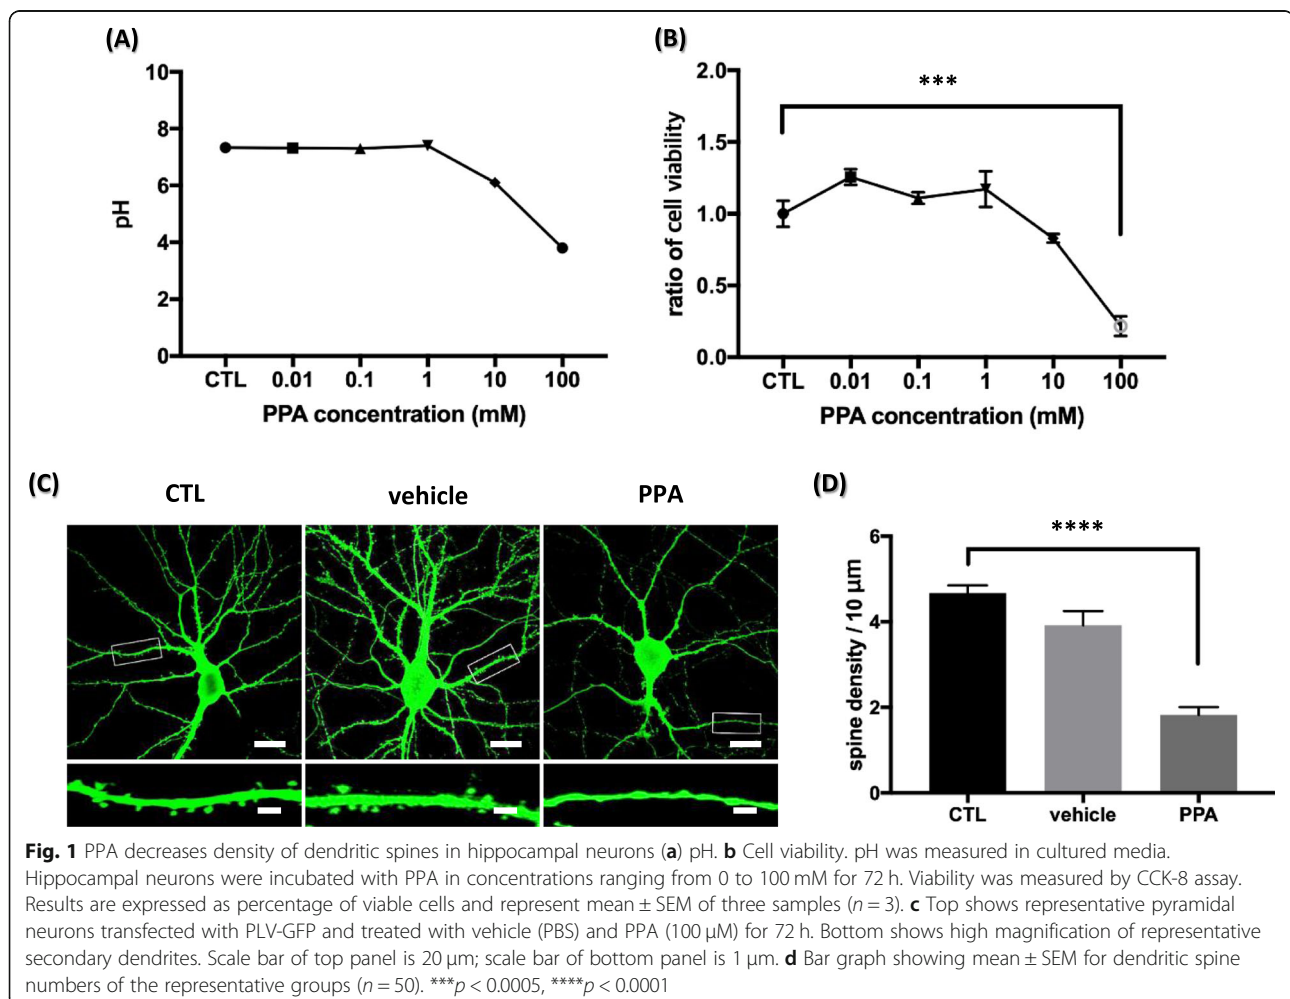 (A)
10
8
6
4
2
0
pH
CTL 0.01 0.1 1 10 100
PPA concentration (mM)
(B)
***
2.0
1.5
1.0
0.5
0.0
ratio of cell viability
CTL 0.01 0.1 1 10 100
PPA concentration (mM)
(C)
CTL vehicle PPA
(D)
****
6
4
2
0
spine density / 10 μm
CTL vehicle PPA
Fig. 1 PPA decreases density of dendritic spines in hippocampal neurons (a) pH. b Cell viability. pH was measured in cultured media.
Hippocampal neurons were incubated with PPA in concentrations ranging from 0 to 100 mM for 72 h. Viability was measured by CCK-8 assay.
Results are expressed as percentage of viable cells and represent mean ± SEM of three samples (n = 3). c Top shows representative pyramidal
neurons transfected with PLV-GFP and treated with vehicle (PBS) and PPA (100 μM) for 72 h. Bottom shows high magnification of representative
secondary dendrites. Scale bar of top panel is 20 μm; scale bar of bottom panel is 1 μm. d Bar graph showing mean ± SEM for dendritic spine
numbers of the representative groups (n = 50). ***p < 0.0005, ****p < 0.0001